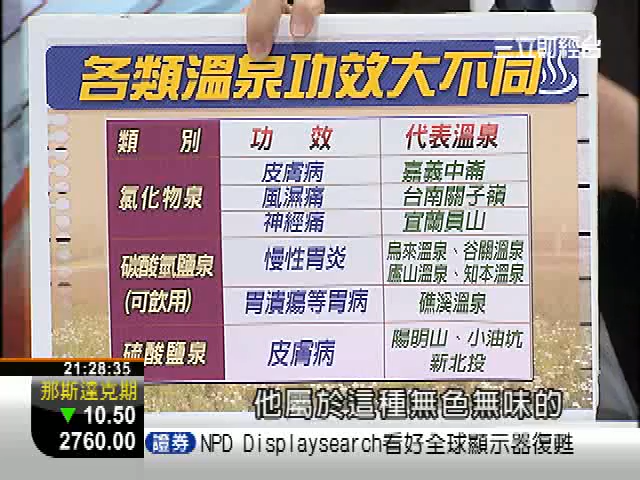 三立財經台
各類溫泉功效大不同
類 別 功 效 代表溫泉
氯化物泉
皮膚病 嘉義中崙
風濕痛 台南關子嶺
神經痛 宜蘭員山
碳酸氫鹽泉
(可飲用)
慢性胃炎 烏來溫泉、谷關溫泉
廬山溫泉、知本溫泉
胃潰瘍等胃病 礁溪溫泉
硫酸鹽泉 皮膚病 陽明山、小油坑
新北投
他屬於這種無色無味的
21:28:35
那斯達克期
▼10.50
2760.00
證券 NPD Displaysearch看好全球顯示器復甦